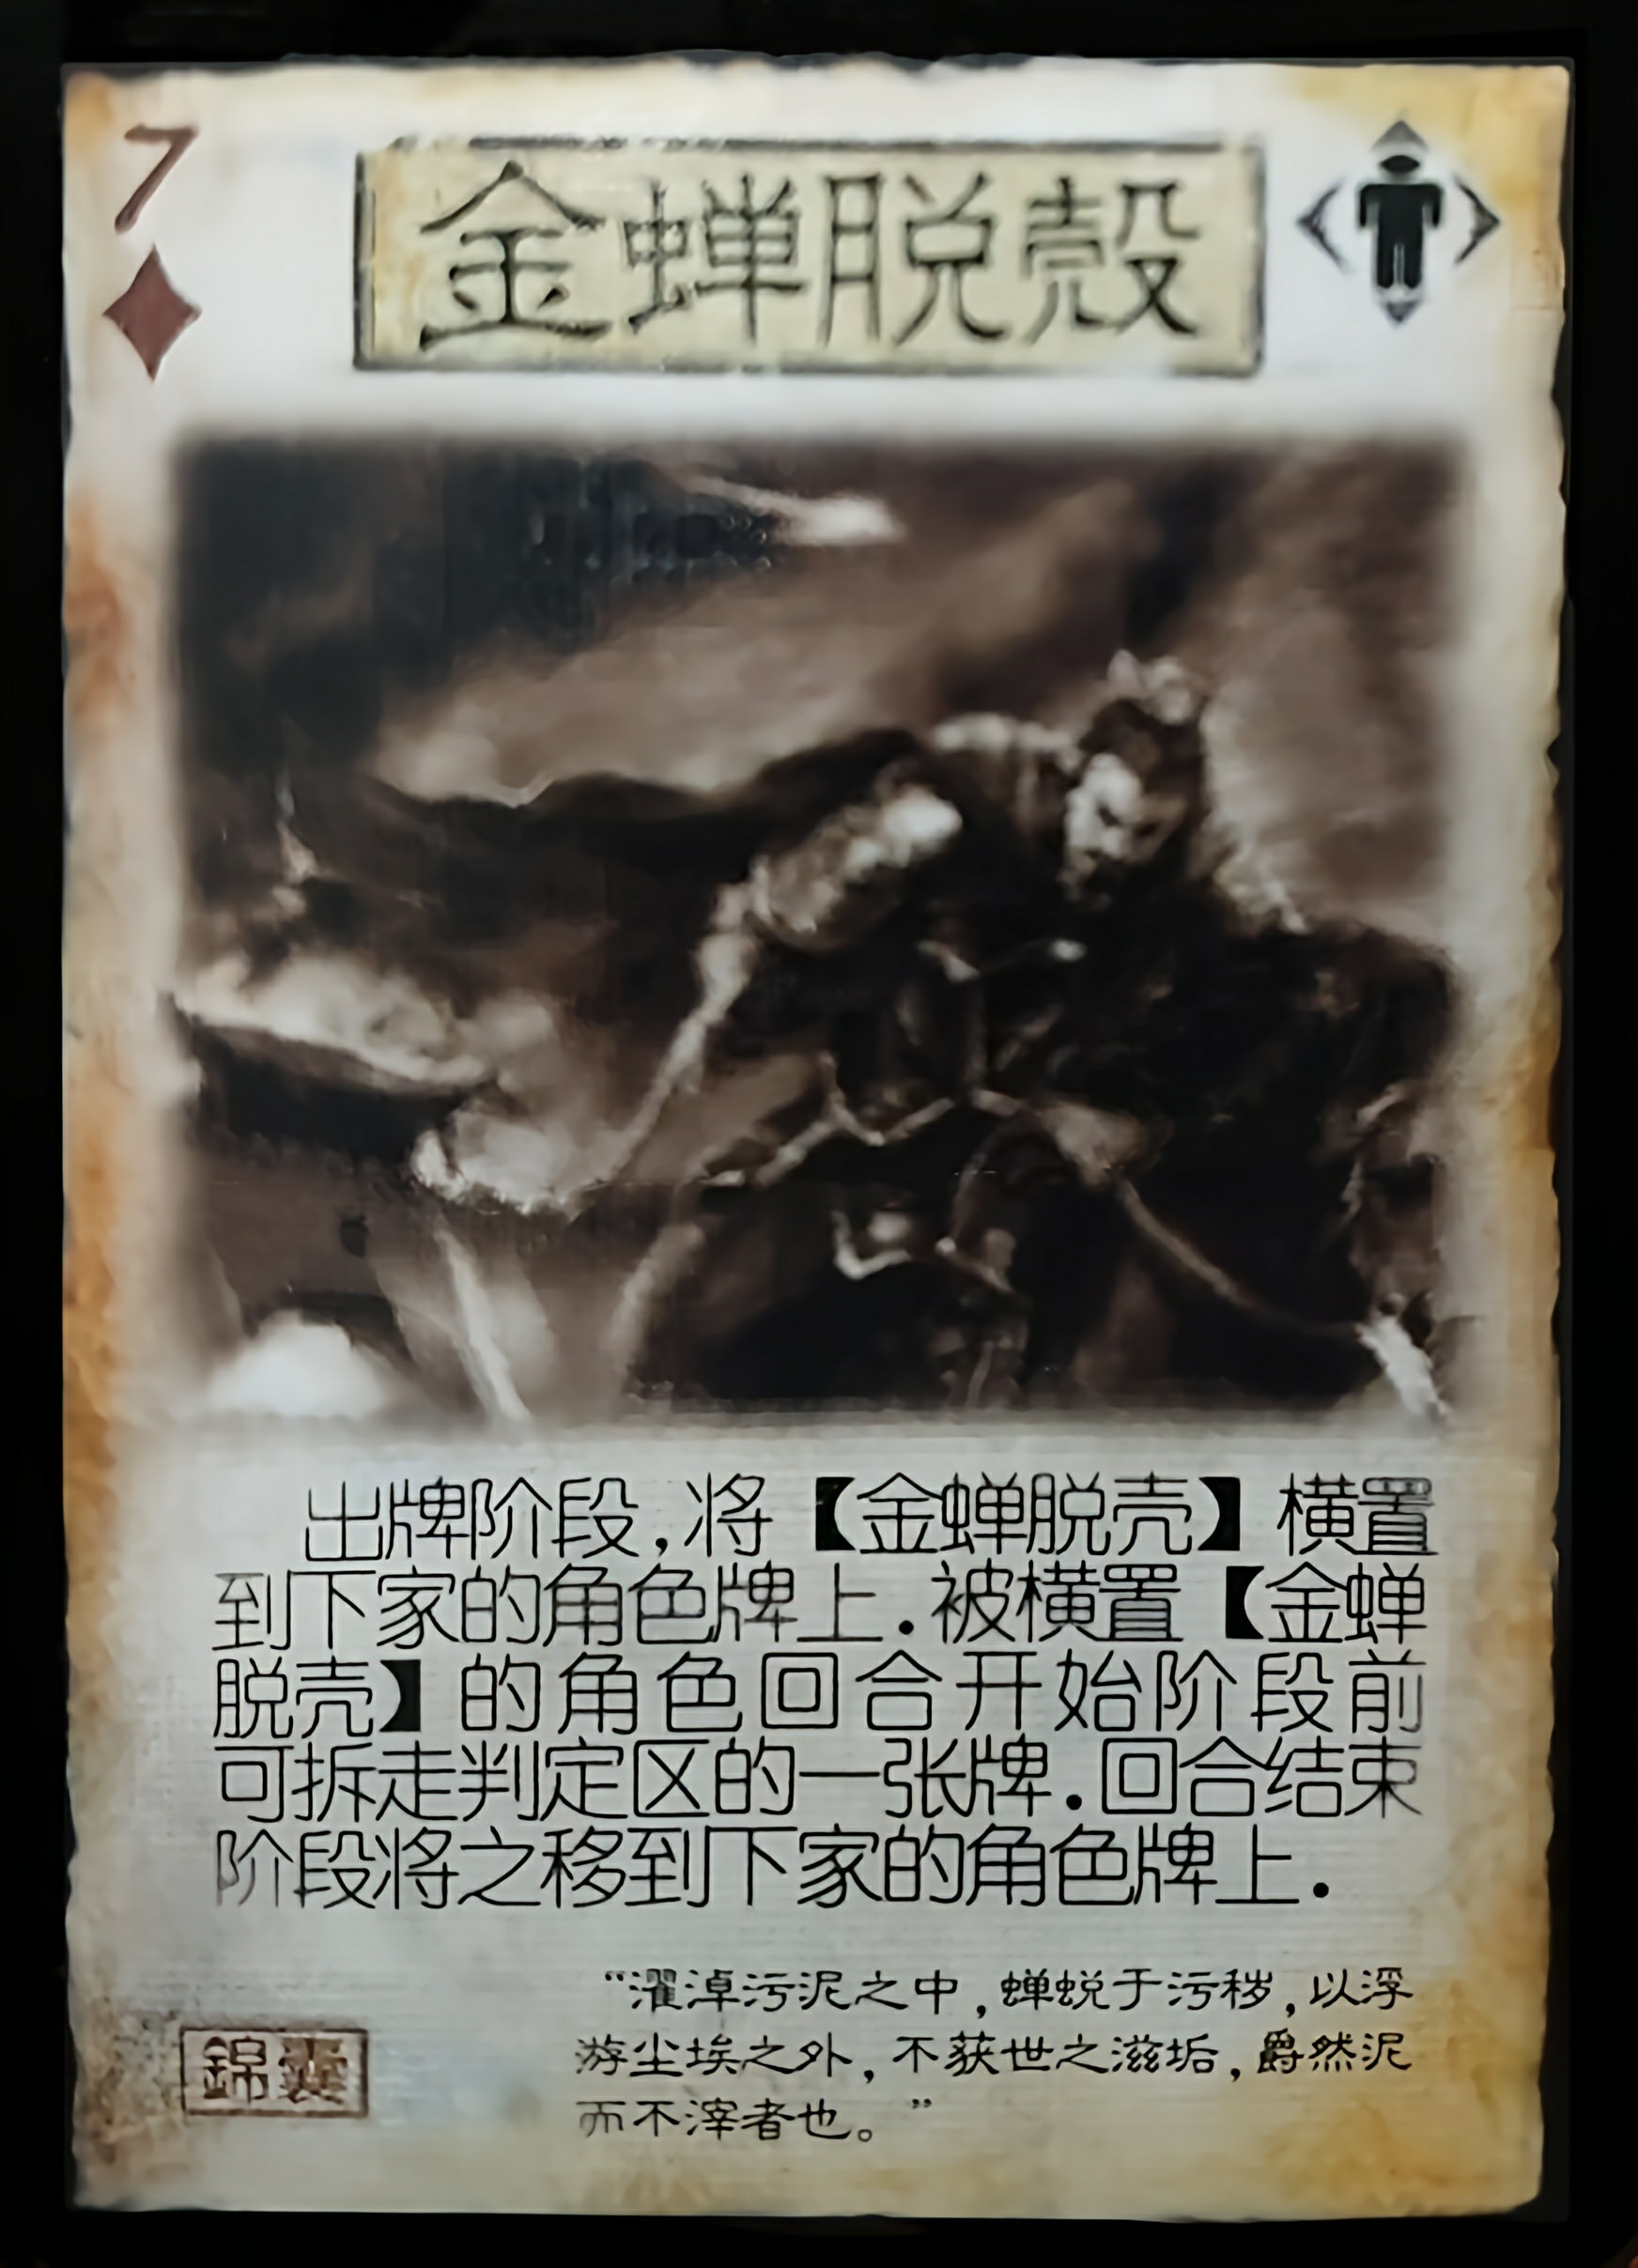 7
金蝉脱殼
出牌阶段,将【金蝉脱壳】横置
到下家的角色牌上.被横置【金蝉
脱壳】的角色回合开始阶段前
可拆走判定区的一张牌.回合结束
阶段将之移到下家的角色牌上.
“濯淖污泥之中,蝉蜕于污秽,以浮
游尘埃之外,不获世之滋垢,爵然泥
而不滓者也。”
錦囊